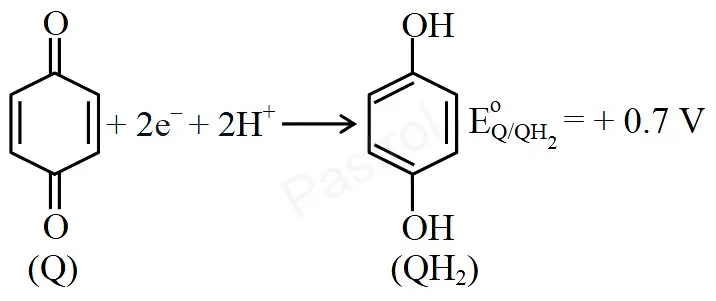 O OH
+ 2e⁻ + 2H⁺ ⟶ E°Q/QH₂ = + 0.7 V
O OH
(Q) (QH₂)